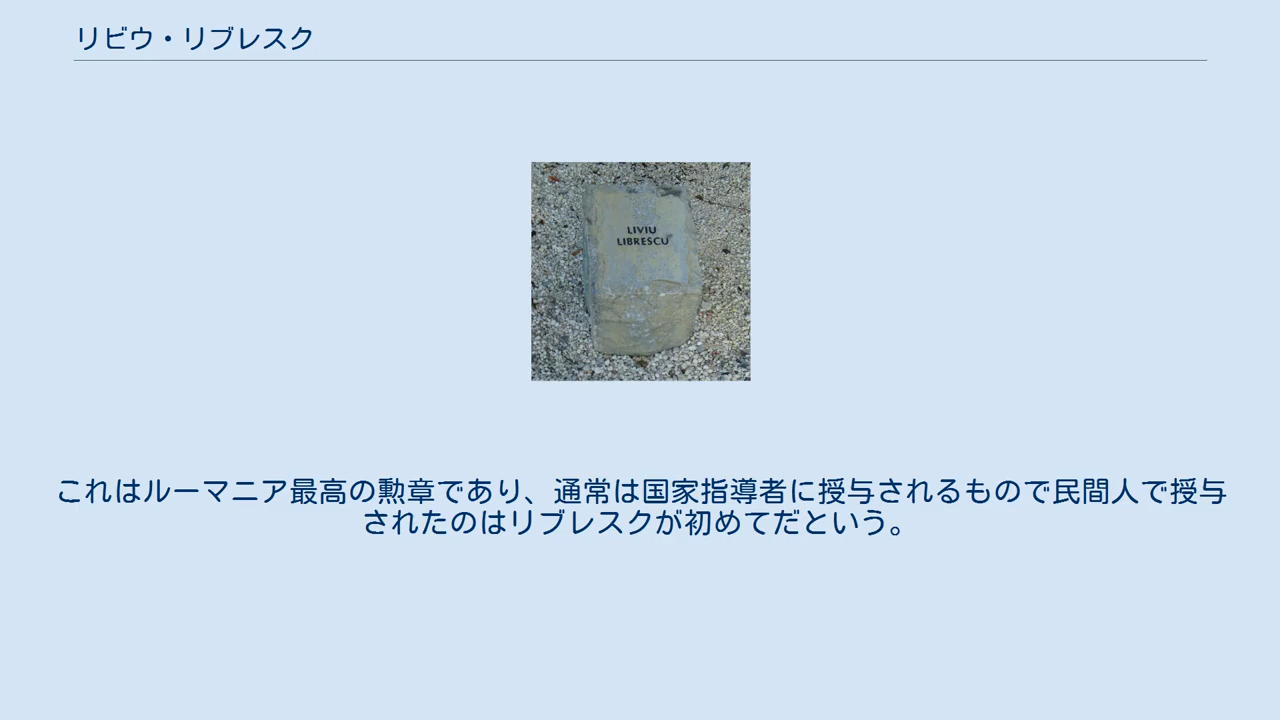 リビウ・リブレスク
LIVIU
LIBRESCU
これはルーマニア最高の勲章であり、通常は国家指導者に授与されるもので民間人で授与
されたのはリブレスクが初めてだという。